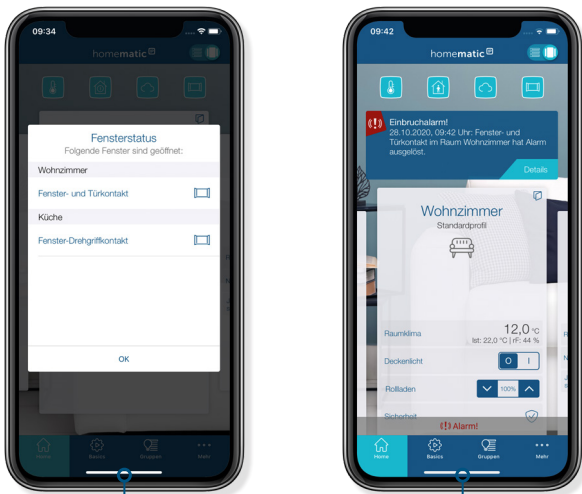 09:34
homematic IP
Fensterstatus
Folgende Fenster sind geöffnet:
Wohnzimmer
Fenster- und Türkontakt
Küche
Fenster-Drehgriffkontakt
OK
Home
Basics
Gruppen
Mehr
09:42
homematic IP
Einbruchalarm!
28.10.2020, 09:42 Uhr: Fenster- und
Türkontakt im Raum Wohnzimmer hat Alarm
ausgelöst.
Details
Wohnzimmer
Standardprofil
Raumklima
12,0 °C
Ist: 22,0 °C | rF: 44 %
Deckenlicht
O I
Rollladen
100%
Sicherheit
Alarm!
Home
Basics
Gruppen
Mehr